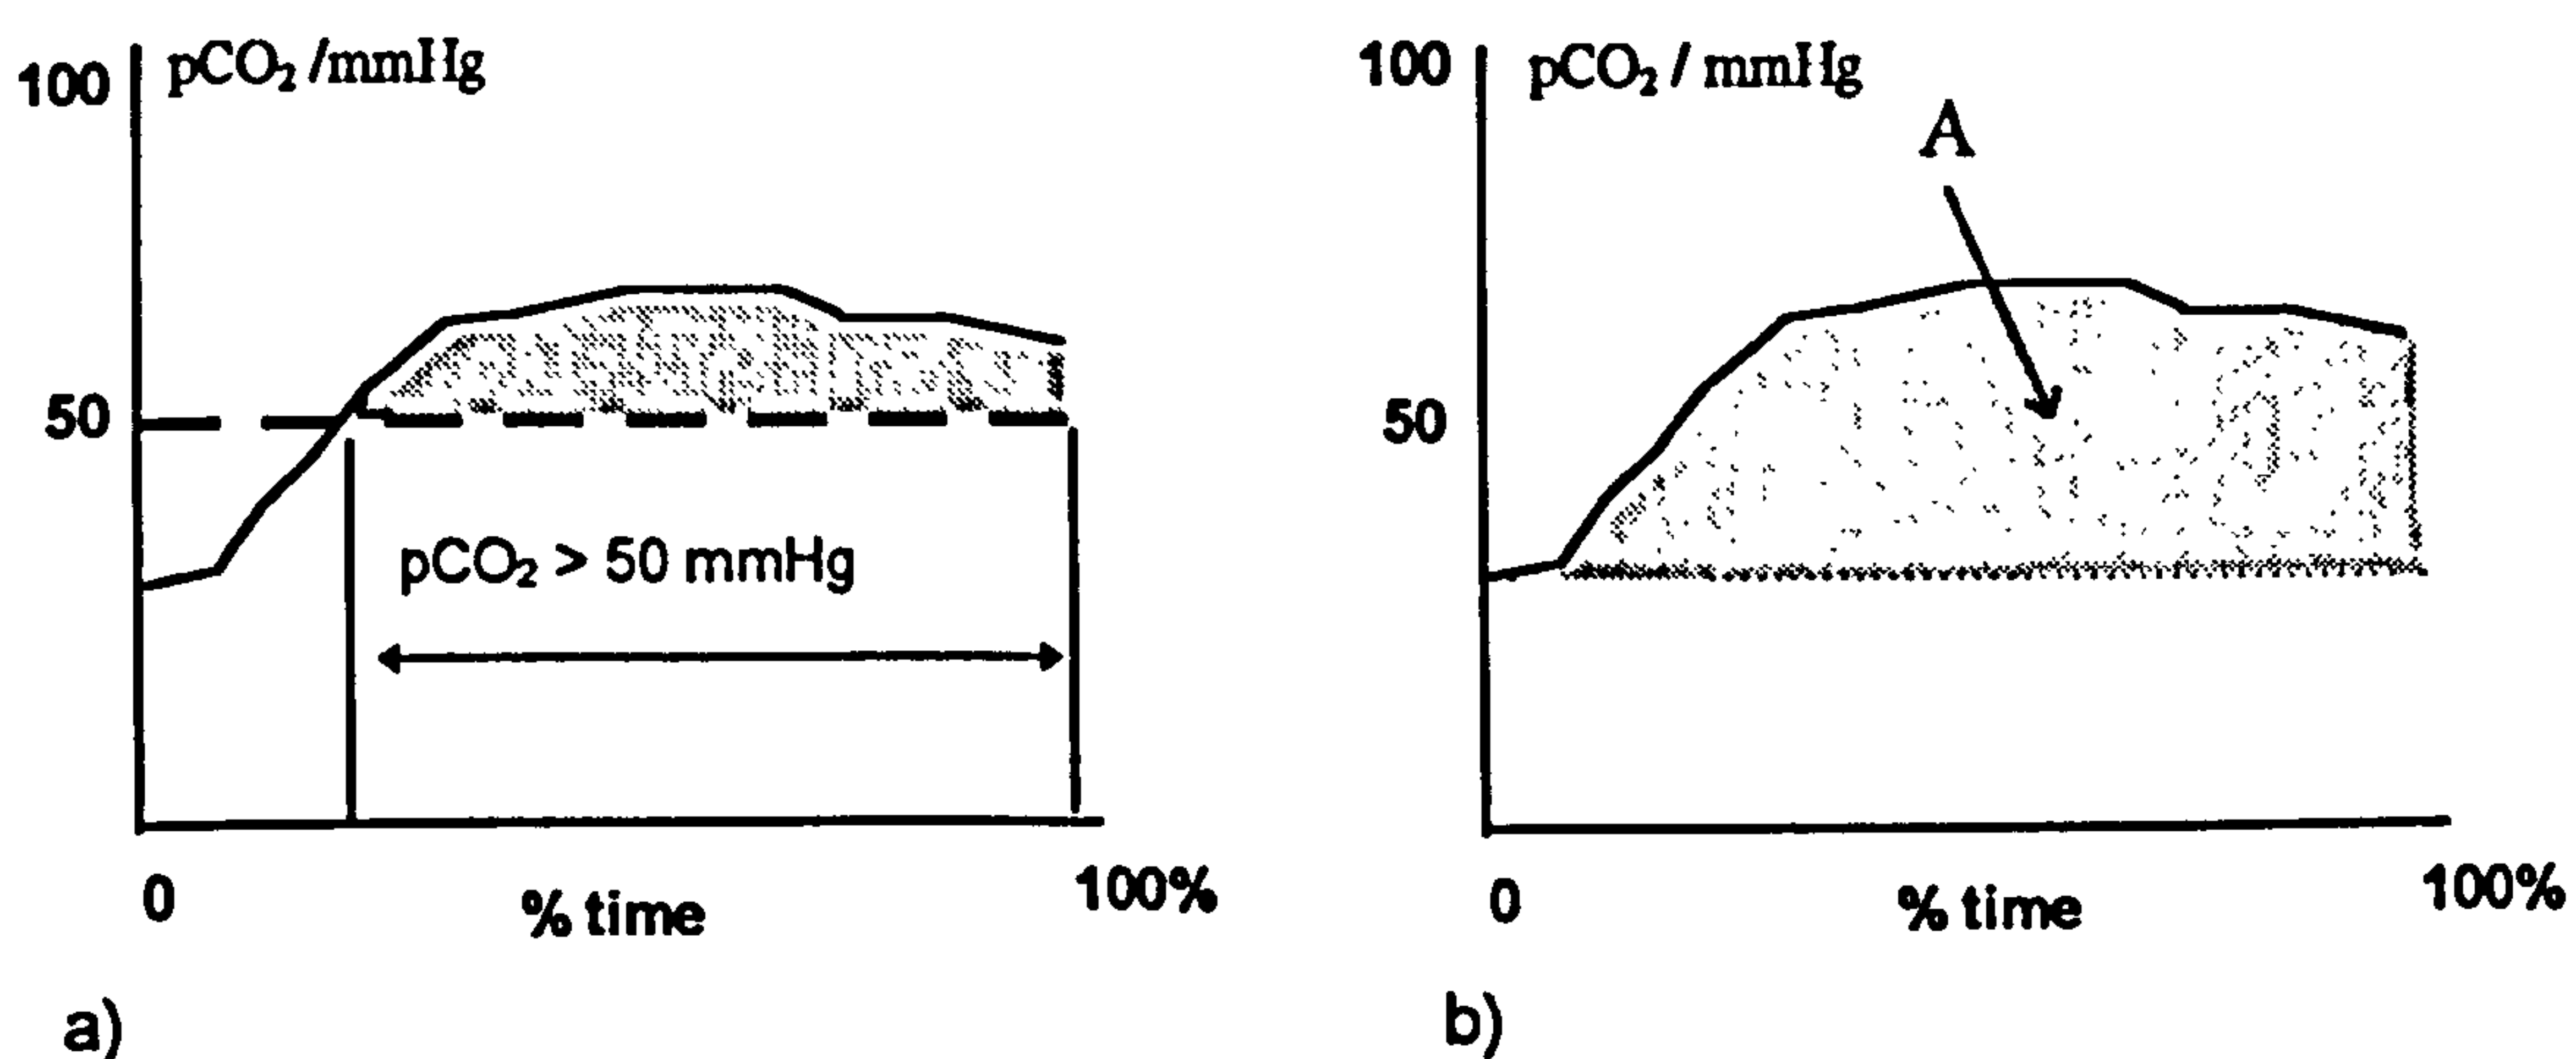 100
pCO₂ /mmHg
50
pCO₂ > 50 mmHg
0
% time
100%
a)
100
pCO₂ / mmHg
A
50
0
% time
100%
b)